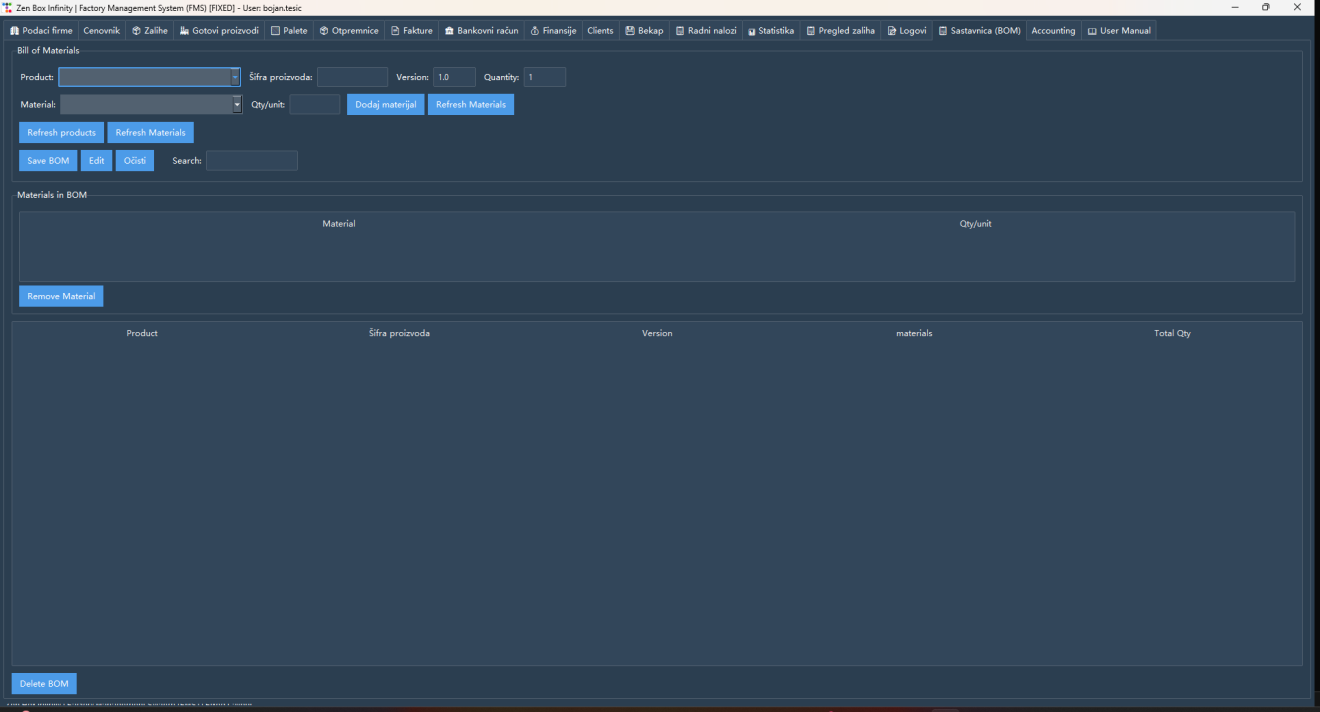 Zen Box Infinity | Factory Management System (FMS) [FIXED] - User: bojan.tesic
Podaci firme Cenovnik Zalihe Gotovi proizvodi Palete Otpremnice Fakture Bankovni račun Finansije Clients Bekap Radni nalozi Statistika Pregled zaliha Logovi Sastavnica (BOM) Accounting User Manual
Bill of Materials
Product: Šifra proizvoda: Version: 1.0 Quantity: 1
Material: Qty/unit: Dodaj materijal Refresh Materials
Refresh products Refresh Materials
Save BOM Edit Očisti Search:
Materials in BOM
Material Qty/unit
Remove Material
Product Šifra proizvoda Version materials Total Qty
Delete BOM